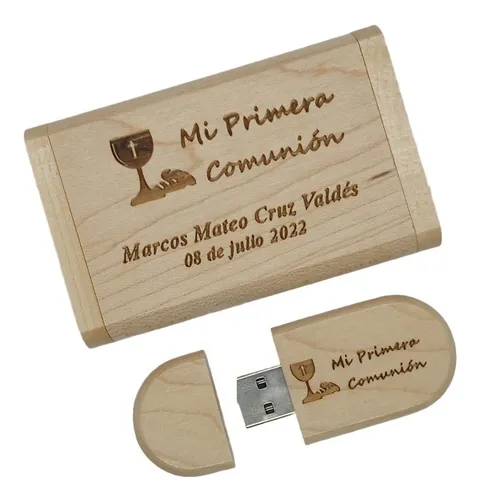 Mi Primera
Comunión
Marcos Mateo Cruz Valdés
08 de julio 2022
Mi Primera
Comunión